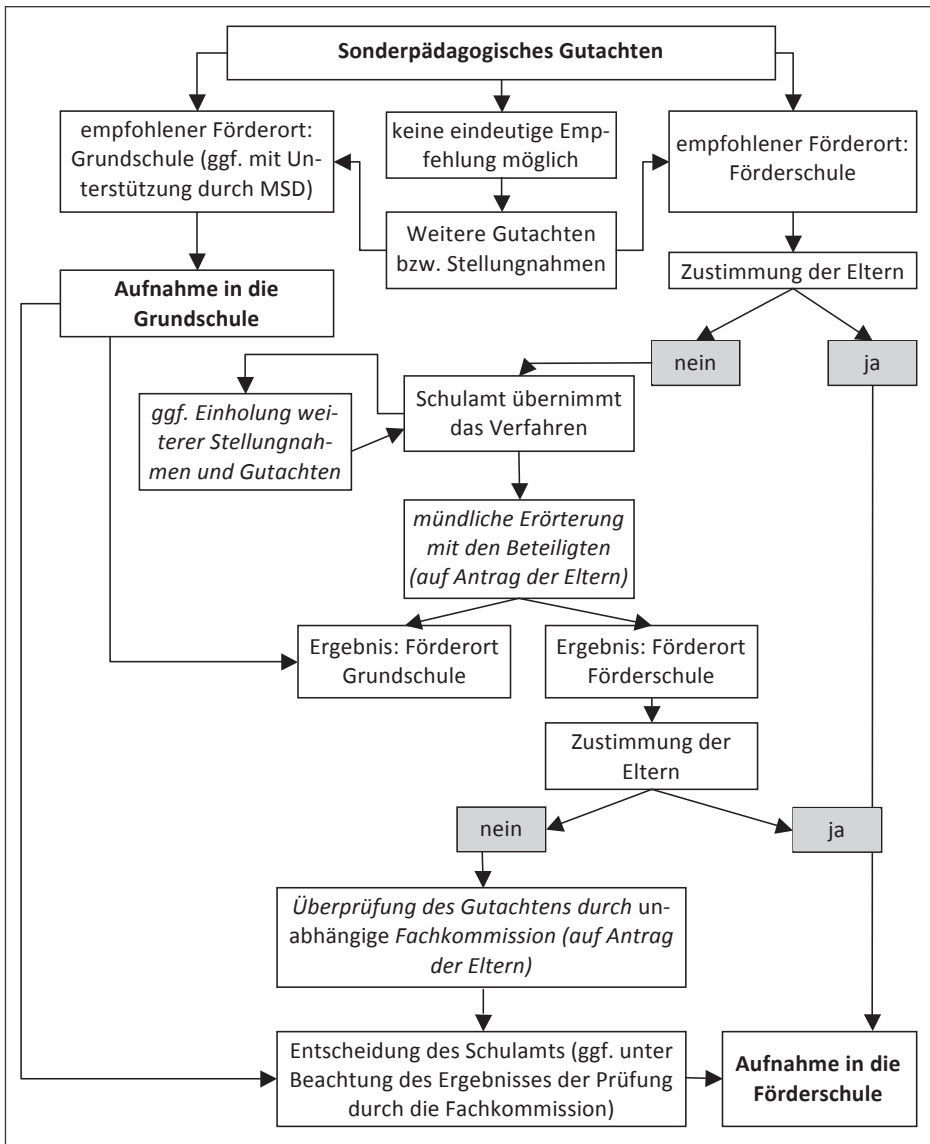 Sonderpädagogisches Gutachten
empfohlener Förderort:
Grundschule (ggf. mit Un-
terstützung durch MSD)
keine eindeutige Emp-
fehlung möglich
empfohlener Förderort:
Förderschule
Weitere Gutachten
bzw. Stellungnahmen
Zustimmung der Eltern
Aufnahme in die
Grundschule
nein
ja
ggf. Einholung wei-
terer Stellungnah-
men und Gutachten
Schulamt übernimmt
das Verfahren
mündliche Erörterung
mit den Beteiligten
(auf Antrag der Eltern)
Ergebnis: Förderort
Grundschule
Ergebnis: Förderort
Förderschule
Zustimmung der
Eltern
nein
ja
Überprüfung des Gutachtens durch un-
abhängige Fachkommission (auf Antrag
der Eltern)
Entscheidung des Schulamts (ggf. unter
Beachtung des Ergebnisses der Prüfung
durch die Fachkommission)
Aufnahme in die
Förderschule